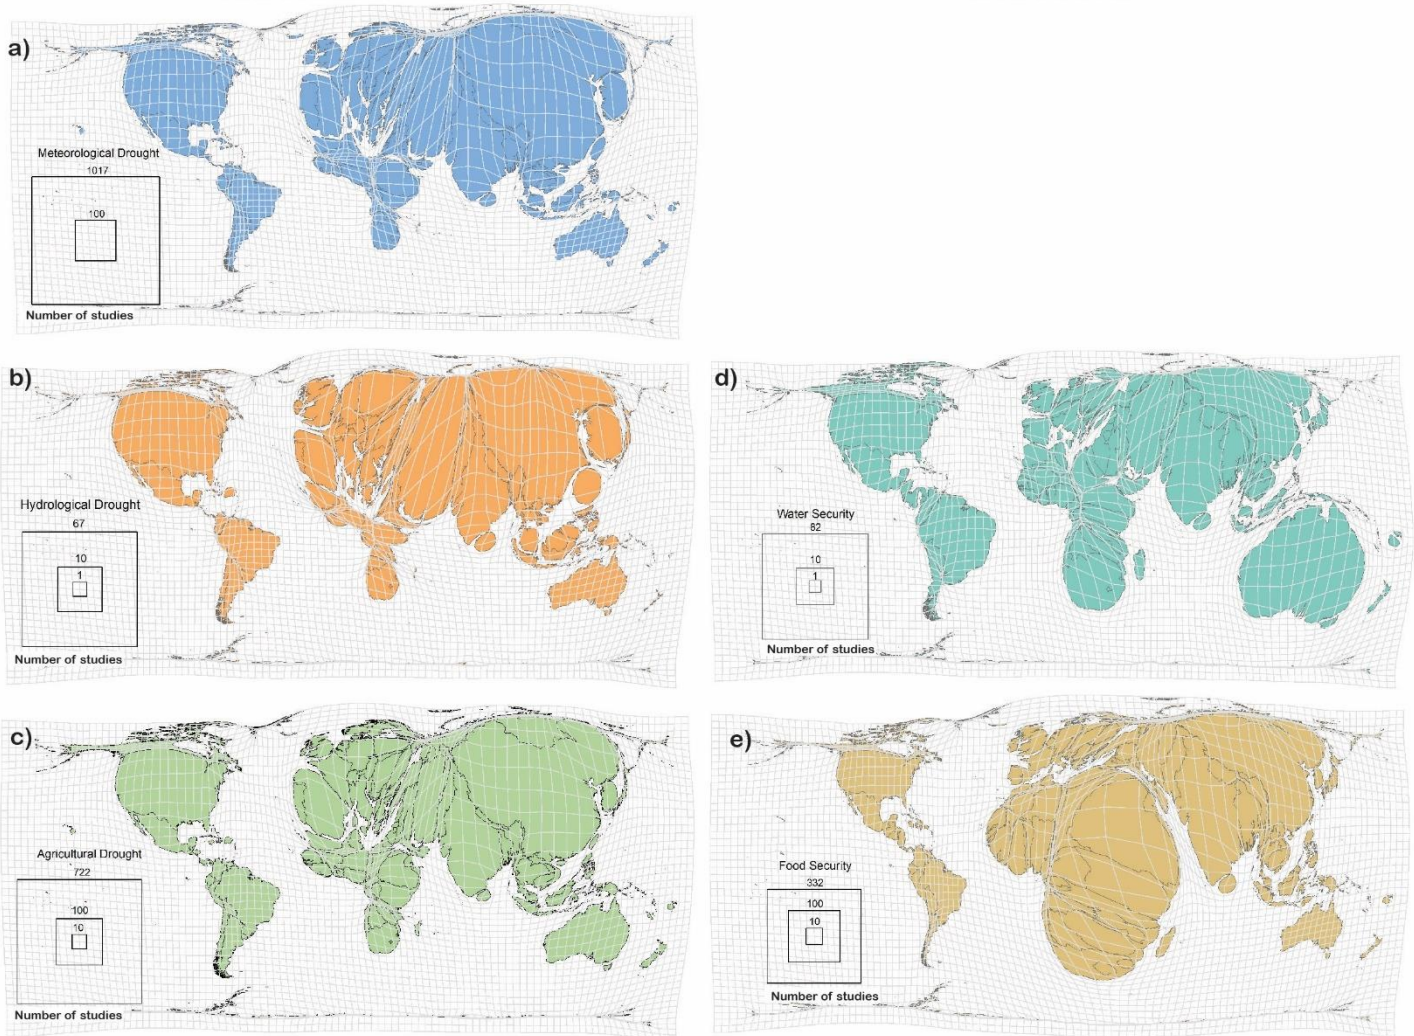 a)
Meteorological Drought
1017
100
Number of studies
b)
Hydrological Drought
67
10
1
Number of studies
c)
Agricultural Drought
722
100
10
Number of studies
d)
Water Security
82
10
1
Number of studies
e)
Food Security
332
100
10
Number of studies